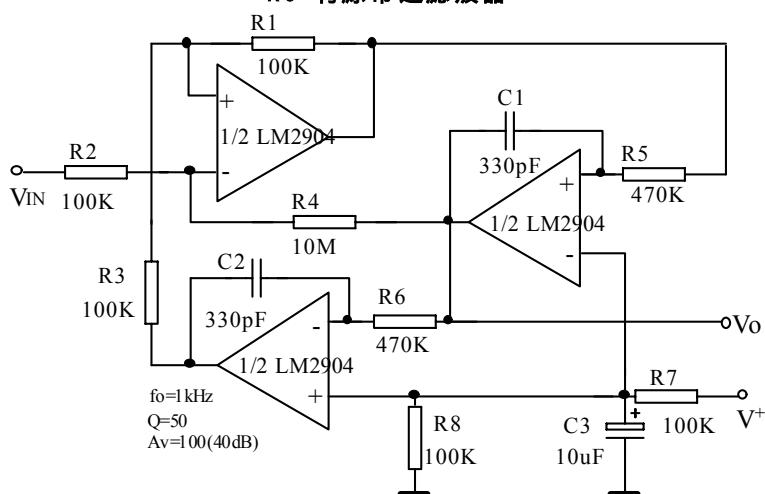 R1
100K
+
1/2 LM2904
-
R2
VIN
100K
C1
330pF
R5
+
470K
1/2 LM2904
-
R4
10M
R3
100K
C2
330pF
R6
-
470K
1/2 LM2904
+
Vo
fo=1kHz
Q=50
Av=100(40dB)
R8
100K
C3
+
10uF
R7
100K
V+